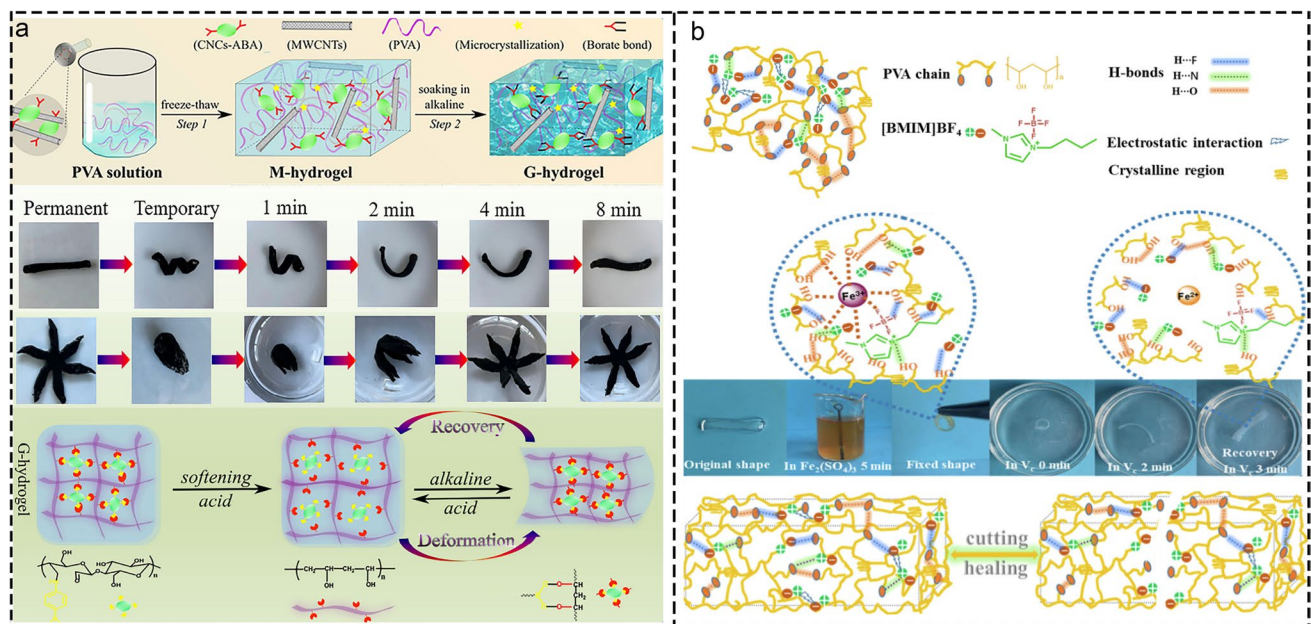 a
(CNCs-ABA)
(MWCNTs)
(PVA)
(Microcrystallization)
(Borate bond)
freeze-thaw
Step 1
soaking in
alkaline
Step 2
PVA solution
M-hydrogel
G-hydrogel
Permanent
Temporary
1 min
2 min
4 min
8 min
G-hydrogel
softening
acid
Recovery
alkaline
acid
Deformation
b
PVA chain
OH OH
n
H-bonds
H···F
H···N
H···O
[BMIM]BF4
Electrostatic interaction
Crystalline region
Fe3+
Fe2+
Original shape
In Fe2(SO4)3 5 min
Fixed shape
In Vc 0 min
In Vc 2 min
Recovery
In Vc 3 min
cutting
healing